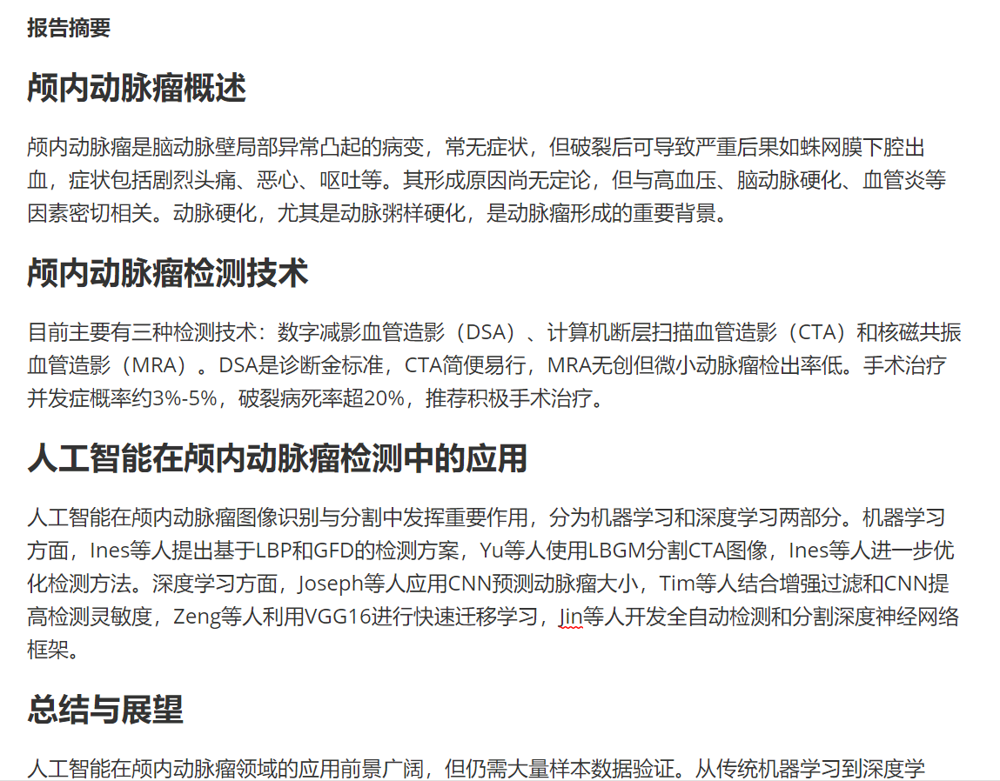 报告摘要
颅内动脉瘤概述
颅内动脉瘤是脑动脉壁局部异常凸起的病变，常无症状，但破裂后可导致严重后果如蛛网膜下腔出
血，症状包括剧烈头痛、恶心、呕吐等。其形成原因尚无定论，但与高血压、脑动脉硬化、血管炎等
因素密切相关。动脉硬化，尤其是动脉粥样硬化，是动脉瘤形成的重要背景。
颅内动脉瘤检测技术
目前主要有三种检测技术：数字减影血管造影（DSA）、计算机断层扫描血管造影（CTA）和核磁共振
血管造影（MRA）。DSA是诊断金标准，CTA简便易行，MRA无创但微小动脉瘤检出率低。手术治疗
并发症概率约3%-5%，破裂病死率超20%，推荐积极手术治疗。
人工智能在颅内动脉瘤检测中的应用
人工智能在颅内动脉瘤图像识别与分割中发挥重要作用，分为机器学习和深度学习两部分。机器学习
方面，Ines等人提出基于LBP和GFD的检测方案，Yu等人使用LBGM分割CTA图像，Ines等人进一步优
化检测方法。深度学习方面，Joseph等人应用CNN预测动脉瘤大小，Tim等人结合增强过滤和CNN提
高检测灵敏度，Zeng等人利用VGG16进行快速迁移学习，Jin等人开发全自动检测和分割深度神经网络
框架。
总结与展望
人工智能在颅内动脉瘤领域的应用前景广阔，但仍需大量样本数据验证。从传统机器学习到深度学